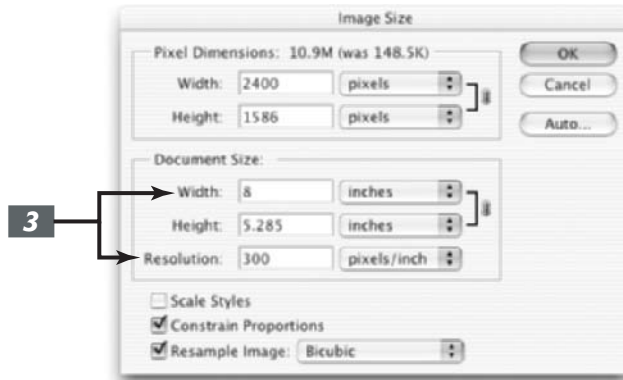 Image Size
Pixel Dimensions: 10.9M (was 148.5K)
Width: 2400 pixels
Height: 1586 pixels
OK
Cancel
Auto...
Document Size:
Width: 8 inches
Height: 5.285 inches
Resolution: 300 pixels/inch
3
Scale Styles
Constrain Proportions
Resample Image: Bicubic